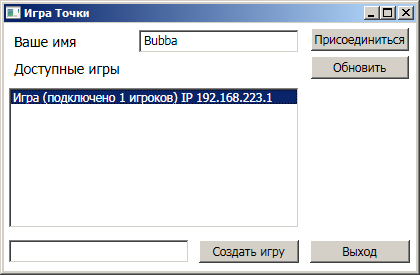 Игра Точки
Ваше имя Bubba Присоединиться
Доступные игры Обновить
Игра (подключено 1 игроков) IP 192.168.223.1
Создать игру Выход